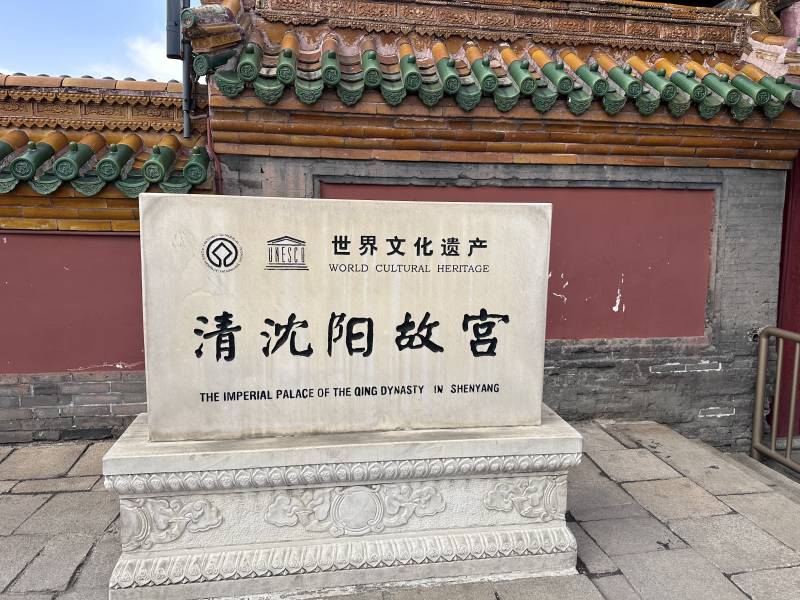 UNESCO
世界文化遗产
WORLD CULTURAL HERITAGE
清沈阳故宫
THE IMPERIAL PALACE OF THE QING DYNASTY IN SHENYANG